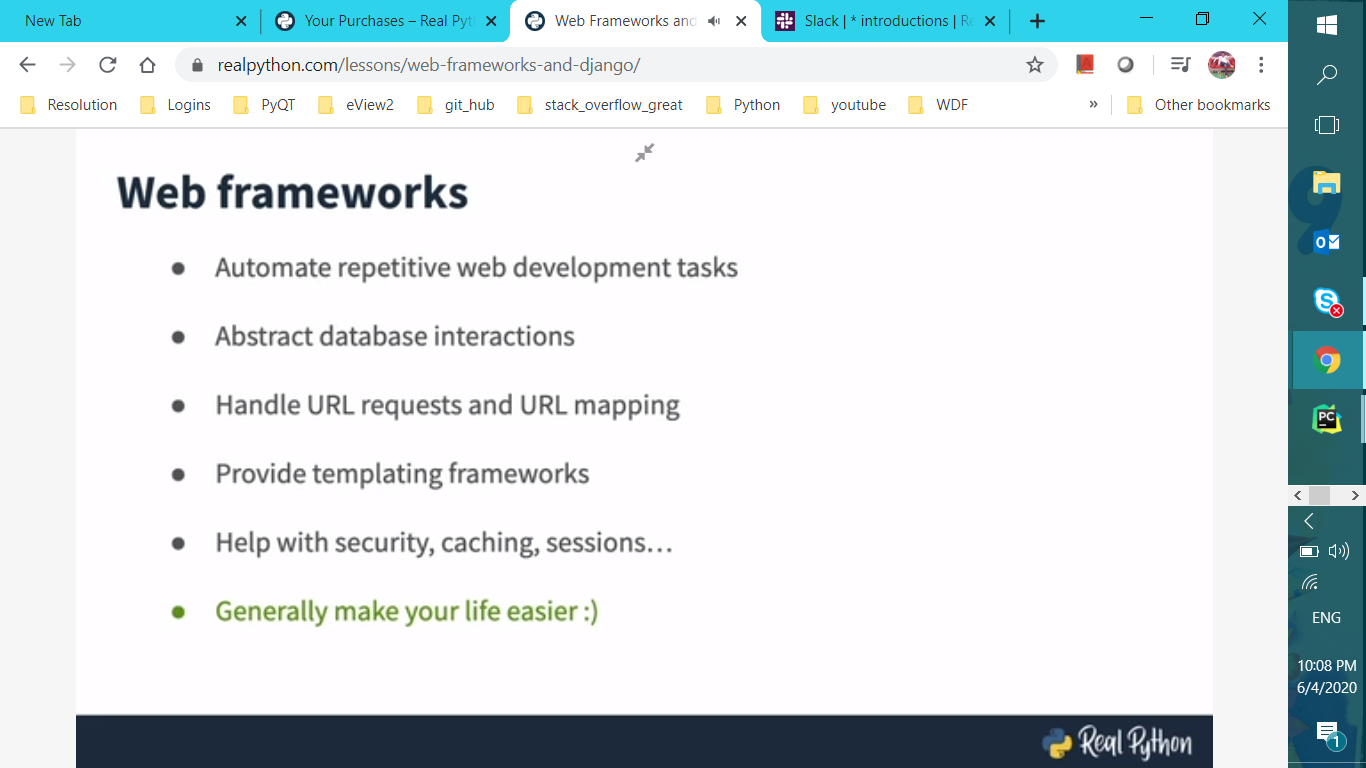 New Tab
Your Purchases – Real Pyt
Web Frameworks and
Slack | * introductions | Re
realpython.com/lessons/web-frameworks-and-django/
Resolution Logins PyQT eView2 git_hub stack_overflow_great Python youtube WDF » Other bookmarks
Web frameworks
● Automate repetitive web development tasks
● Abstract database interactions
● Handle URL requests and URL mapping
● Provide templating frameworks
● Help with security, caching, sessions...
● Generally make your life easier :)
Real Python
PC
ENG
10:08 PM
6/4/2020
1